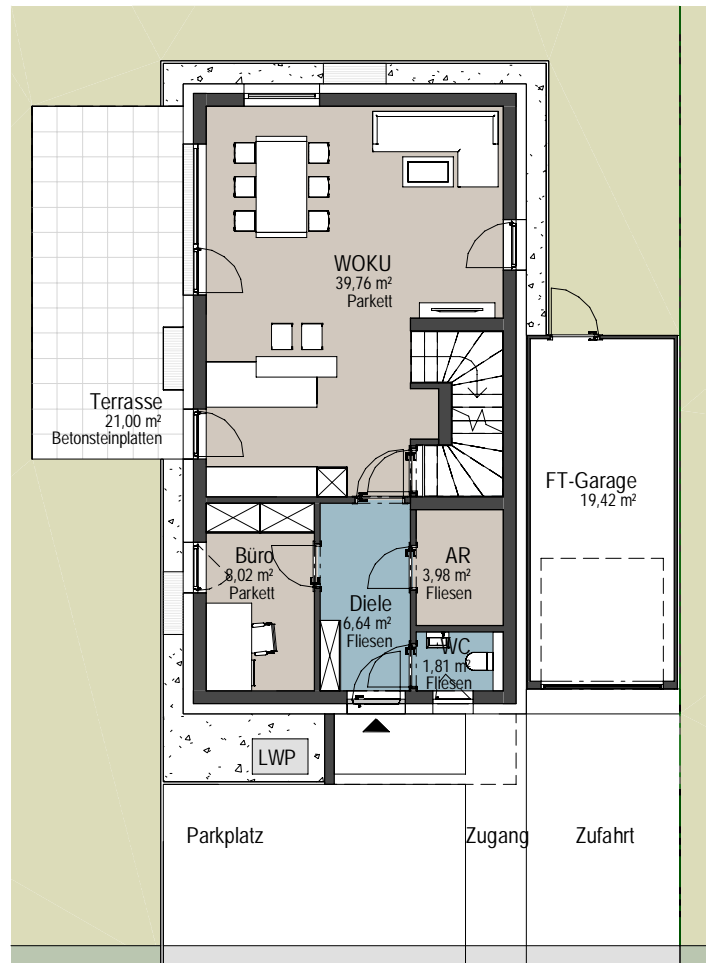 WOKU
39,76 m²
Parkett
Terrasse
21,00 m²
Betonsteinplatten
FT-Garage
19,42 m²
Büro
8,02 m²
Parkett
AR
3,98 m²
Fliesen
Diele
6,64 m²
Fliesen
WC
1,81 m²
Fliesen
LWP
Parkplatz
Zugang
Zufahrt